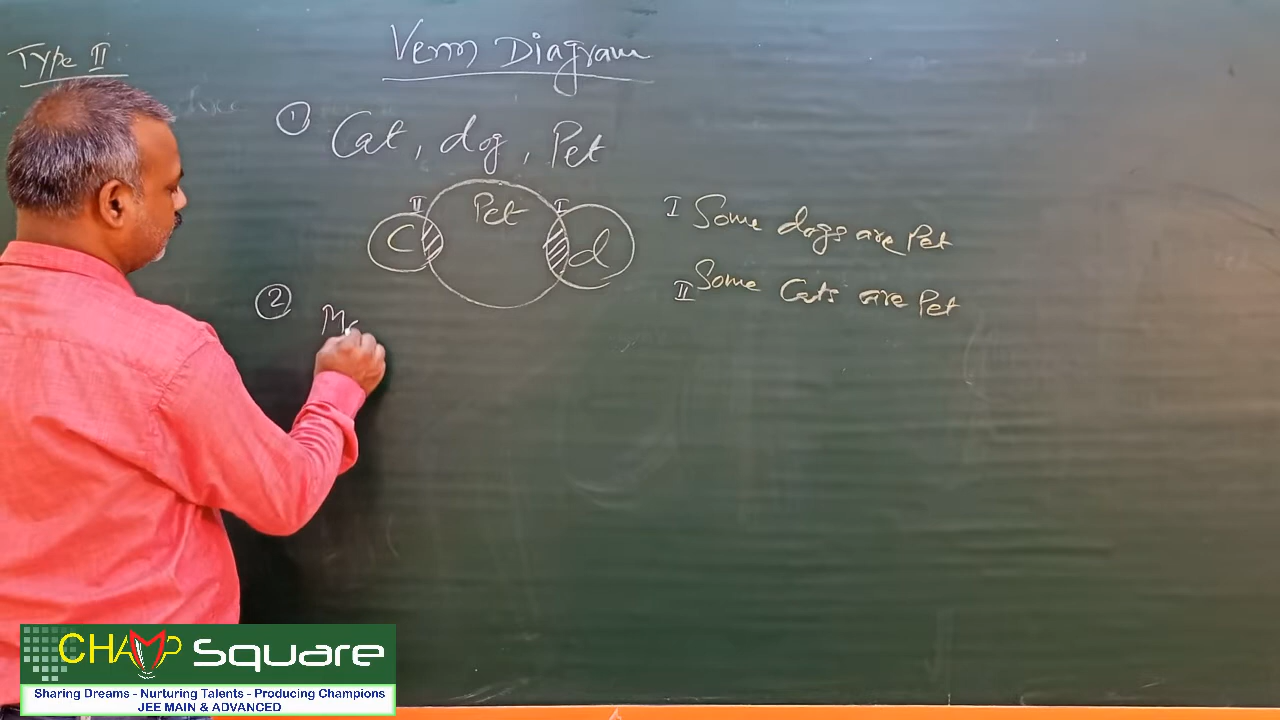 Type II
Venn Diagram
① Cat, dog, Pet
II
I
C
Pet
d
I Some dogs are Pet
II Some Cats are Pet
②
CHAMP Square
Sharing Dreams - Nurturing Talents - Producing Champions
JEE MAIN & ADVANCED